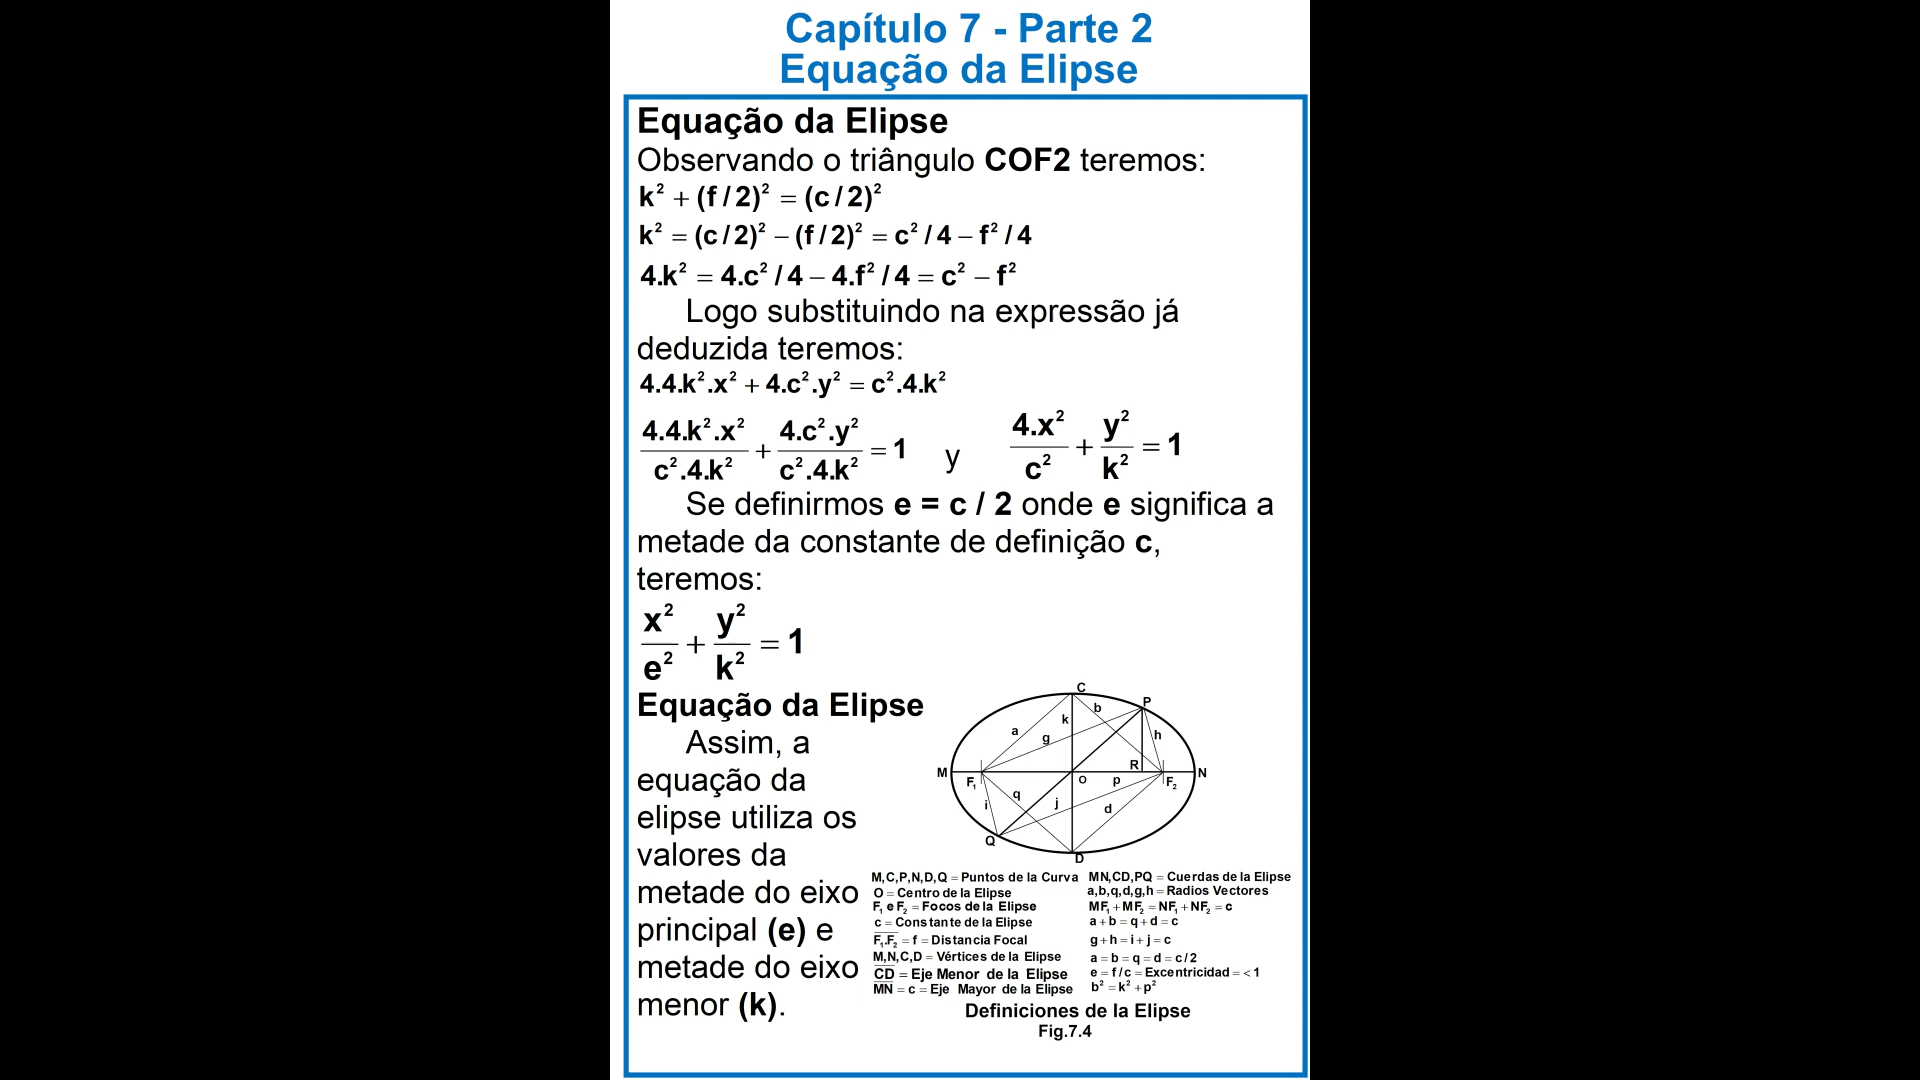 Capítulo 7 - Parte 2
Equação da Elipse
Equação da Elipse
Observando o triângulo COF2 teremos:
k² + (f / 2)² = (c / 2)²
k² = (c / 2)² − (f / 2)² = c² / 4 − f² / 4
4.k² = 4.c² / 4 − 4.f² / 4 = c² − f²
Logo substituindo na expressão já
deduzida teremos:
4.4.k².x² + 4.c².y² = c².4.k²
4.4.k².x² / c².4.k² + 4.c².y² / c².4.k² = 1 y 4.x² / c² + y² / k² = 1
Se definirmos e = c / 2 onde e significa a
metade da constante de definição c,
teremos:
x² / e² + y² / k² = 1
Equação da Elipse
Assim, a
equação da
elipse utiliza os
valores da
metade do eixo
principal (e) e
metade do eixo
menor (k).
C
P
b
k
a
g
h
R
M
F₁
O
p
F₂
N
q
i
j
d
Q
D
M,C,P,N,D,Q = Puntos de la Curva
O = Centro de la Elipse
F₁ e F₂ = Focos de la Elipse
c = Constante de la Elipse
F₁.F₂ = f = Distancia Focal
M,N,C,D = Vértices de la Elipse
CD = Eje Menor de la Elipse
MN = c = Eje Mayor de la Elipse
MN,CD,PQ = Cuerdas de la Elipse
a,b,q,d,g,h = Radios Vectores
MF₁ + MF₂ = NF₁ + NF₂ = c
a + b = q + d = c
g + h = i + j = c
a = b = q = d = c / 2
e = f / c = Excentricidad = < 1
b² = k² + p²
Definiciones de la Elipse
Fig.7.4